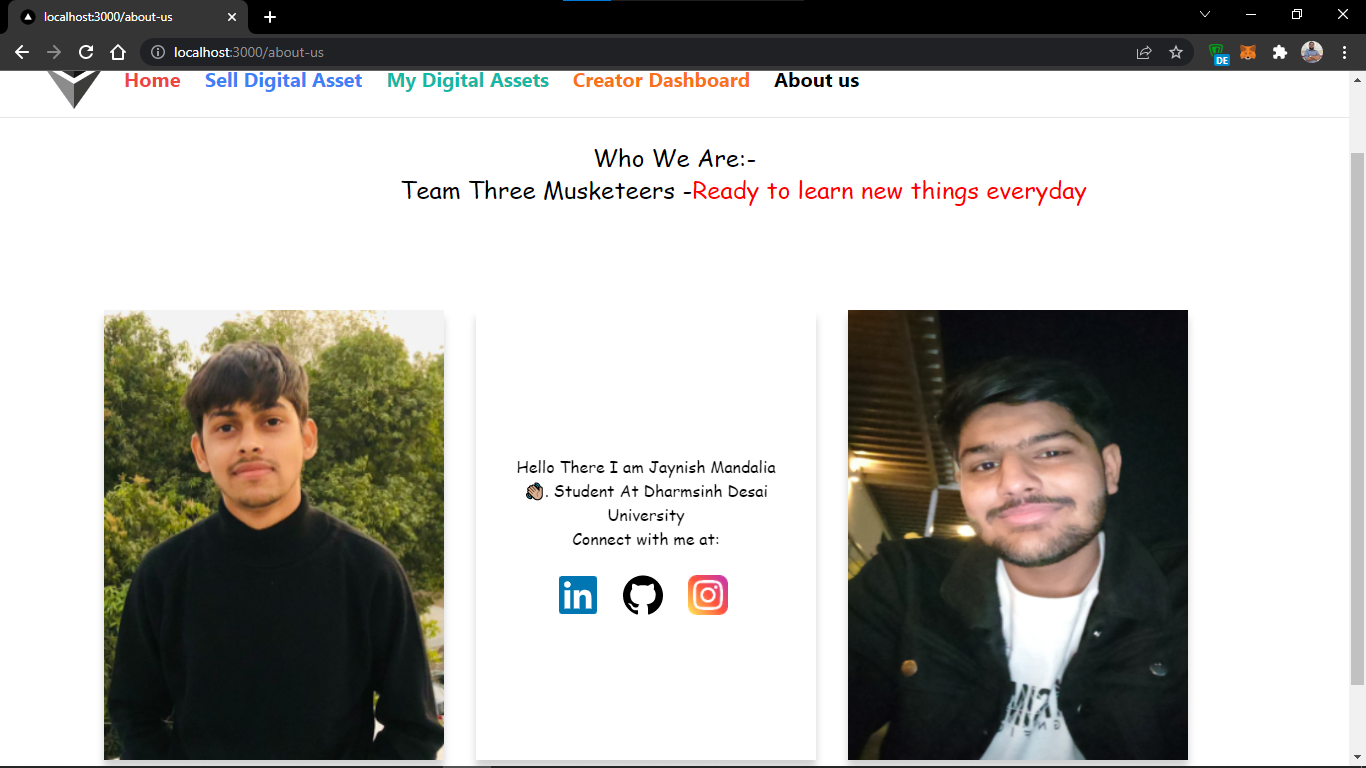 localhost:3000/about-us
localhost:3000/about-us
DE
Home Sell Digital Asset My Digital Assets Creator Dashboard About us
Who We Are:-
Team Three Musketeers -Ready to learn new things everyday
Hello There I am Jaynish Mandalia
👋🏼. Student At Dharmsinh Desai
University
Connect with me at:
in